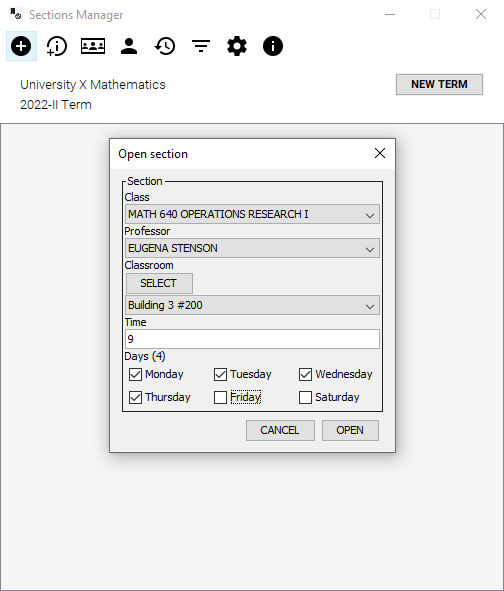 Sections Manager
University X Mathematics
NEW TERM
2022-II Term
Open section
Section
Class
MATH 640 OPERATIONS RESEARCH I
Professor
EUGENA STENSON
Classroom
SELECT
Building 3 #200
Time
9
Days (4)
Monday Tuesday Wednesday
Thursday Friday Saturday
CANCEL OPEN